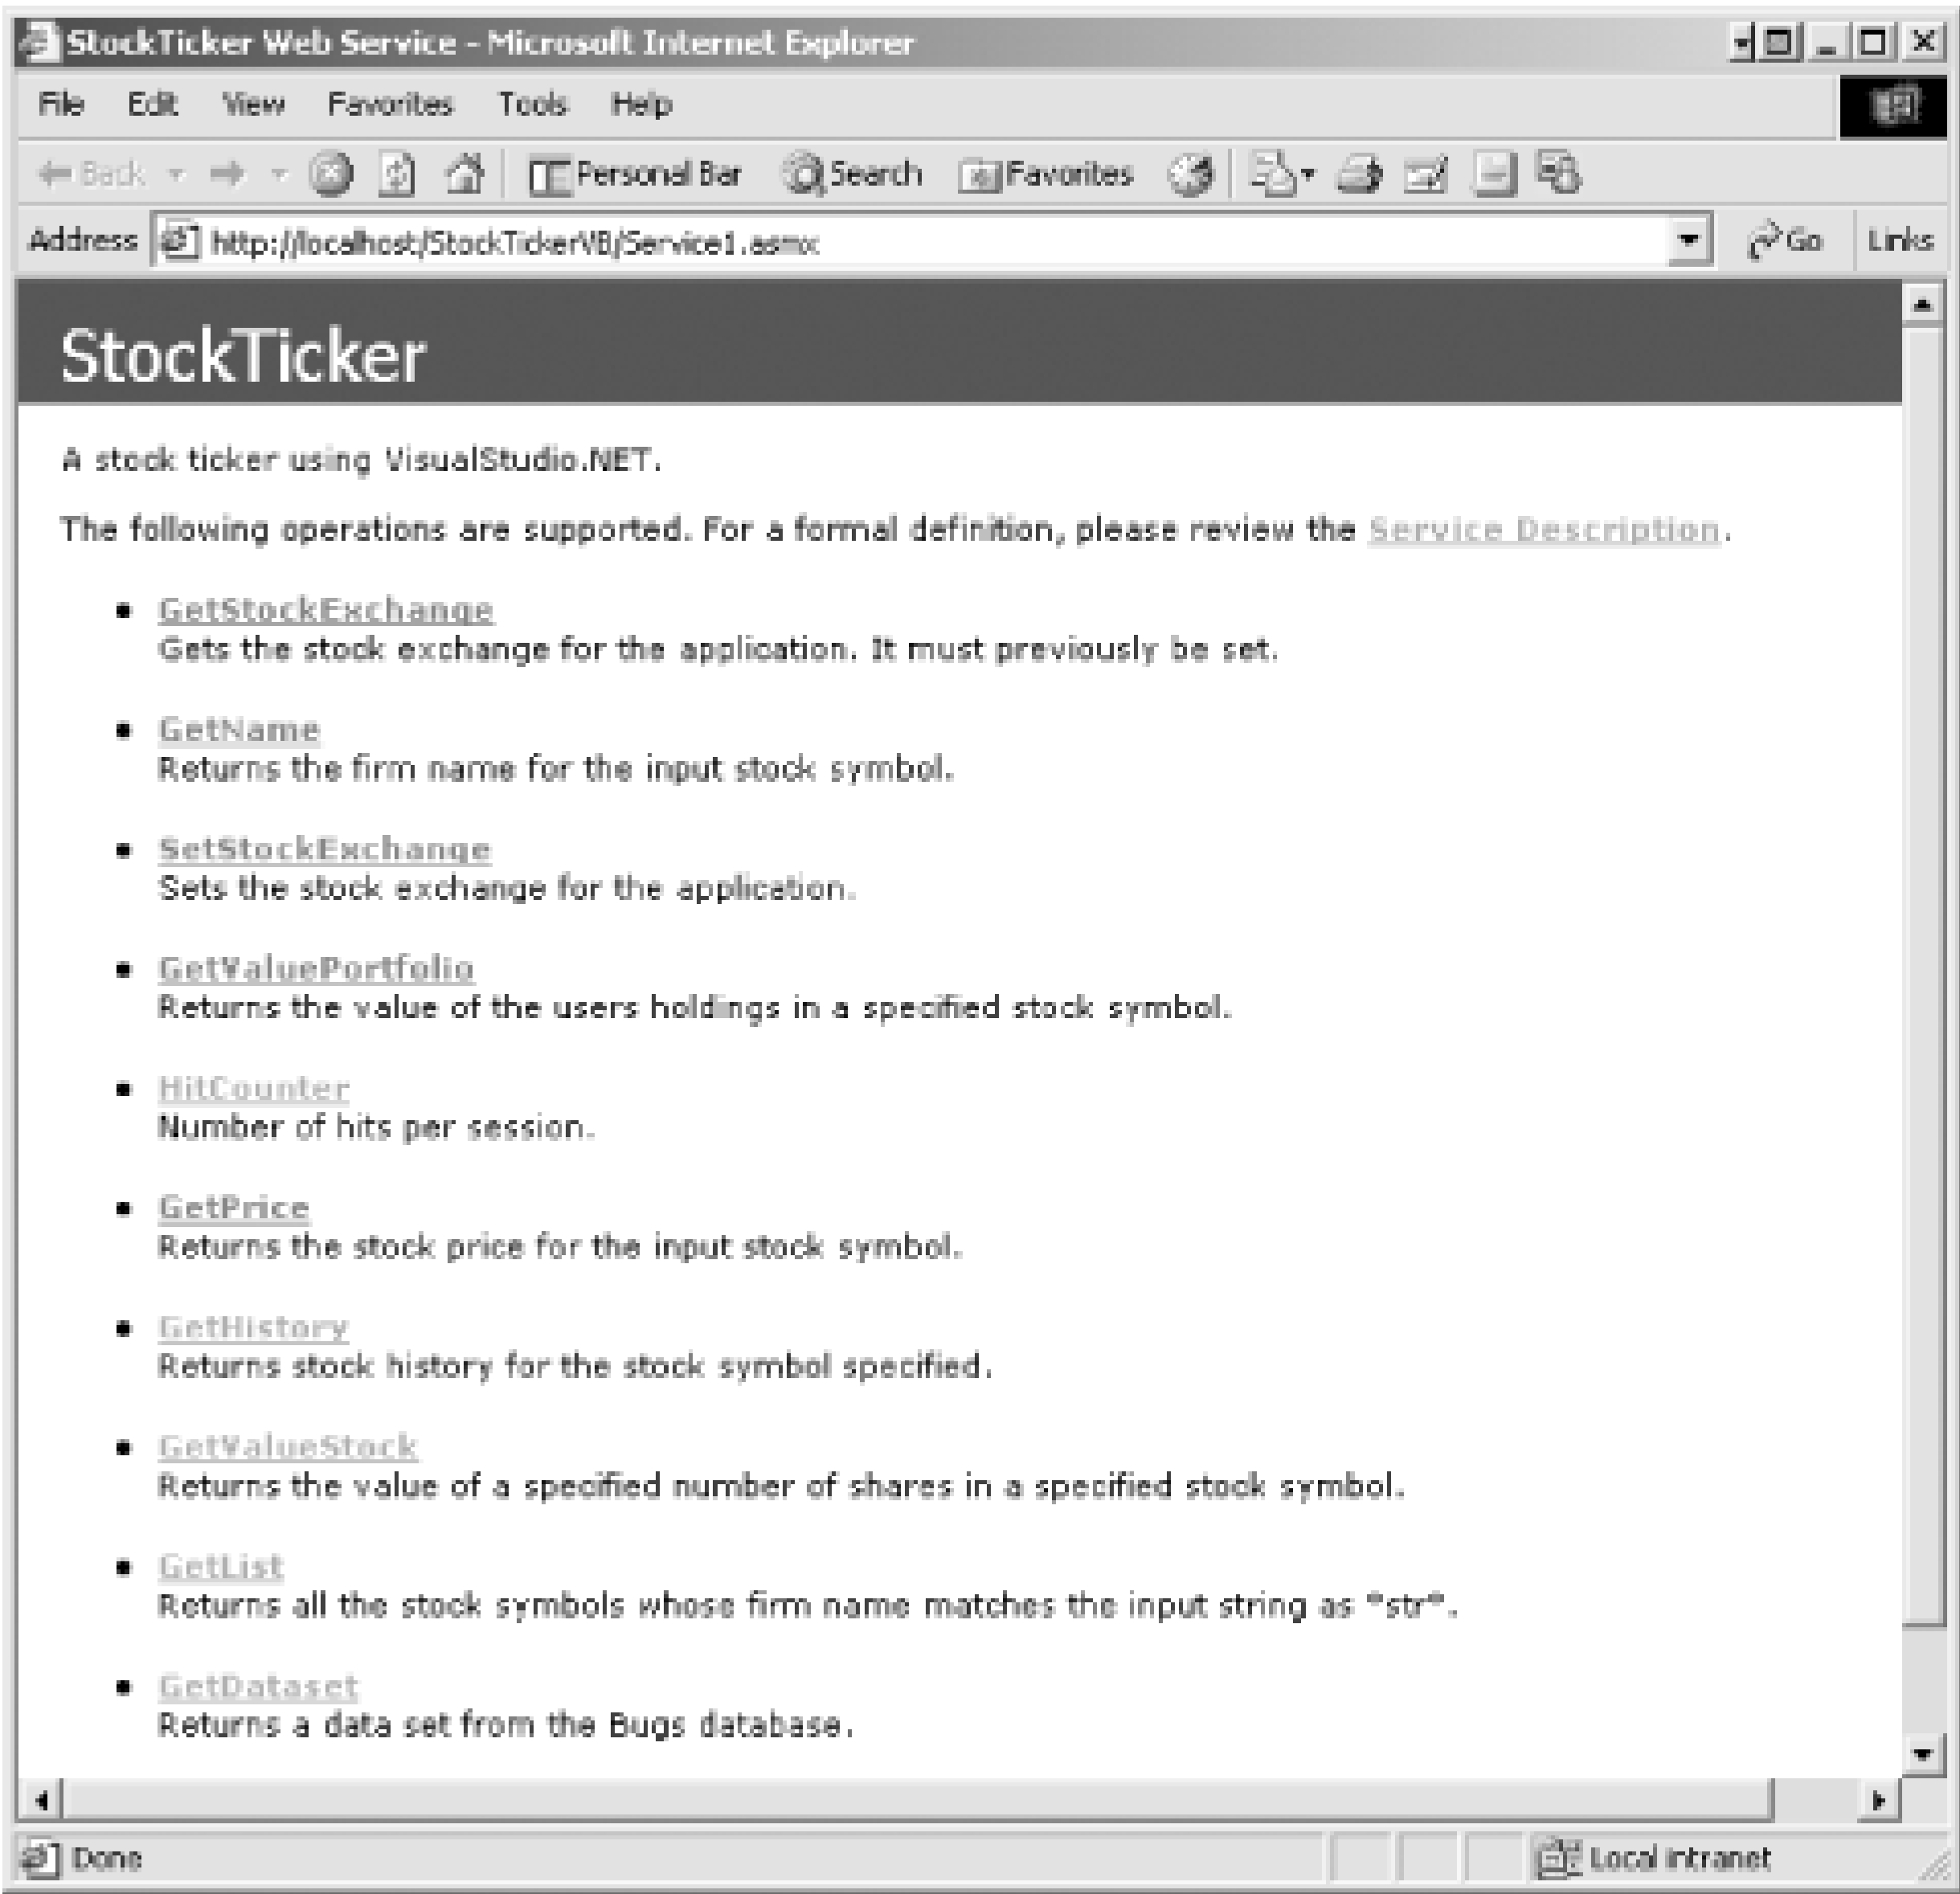 StockTicker Web Service - Microsoft Internet Explorer
File Edit View Favorites Tools Help
Back Personal Bar Search Favorites
Address http://localhost/StockTickerVB/Service1.asmx Go Links
StockTicker
A stock ticker using VisualStudio.NET.
The following operations are supported. For a formal definition, please review the Service Description.
• GetStockExchange
Gets the stock exchange for the application. It must previously be set.
• GetName
Returns the firm name for the input stock symbol.
• SetStockExchange
Sets the stock exchange for the application.
• GetValuePortfolio
Returns the value of the users holdings in a specified stock symbol.
• HitCounter
Number of hits per session.
• GetPrice
Returns the stock price for the input stock symbol.
• GetHistory
Returns stock history for the stock symbol specified.
• GetValueStock
Returns the value of a specified number of shares in a specified stock symbol.
• GetList
Returns all the stock symbols whose firm name matches the input string as *str*.
• GetDataset
Returns a data set from the Bugs database.
Done Local intranet